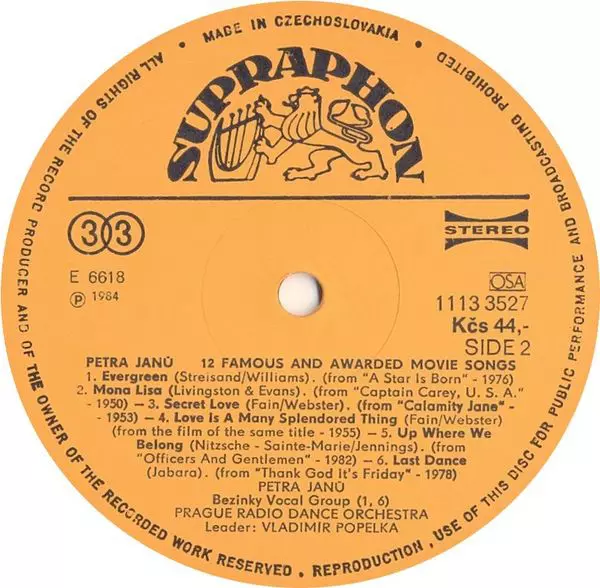 ALL RIGHTS OF THE RECORD PRODUCER AND OF THE OWNER OF THE RECORDED WORK RESERVED . REPRODUCTION , USE OF THIS DISC FOR PUBLIC PERFORMANCE AND BROADCASTING PROHIBITED
• MADE IN CZECHOSLOVAKIA •
SUPRAPHON
33
STEREO
E 6618
Ⓟ 1984
OSA
1113 3527
Kčs 44,-
SIDE 2
PETRA JANŮ 12 FAMOUS AND AWARDED MOVIE SONGS
1. Evergreen (Streisand/Williams). (from "A Star Is Born" - 1976)
2. Mona Lisa (Livingston & Evans). (from "Captain Carey, U. S. A."
- 1950) – 3. Secret Love (Fain/Webster). (from "Calamity Jane" -
- 1953) – 4. Love Is A Many Splendored Thing (Fain/Webster)
(from the film of the same title - 1955) – 5. Up Where We
Belong (Nitzsche - Sainte-Marie/Jennings). (from
"Officers And Gentlemen" - 1982) – 6. Last Dance
(Jabara). (from "Thank God It's Friday" - 1978)
PETRA JANŮ
Bezinky Vocal Group (1, 6)
PRAGUE RADIO DANCE ORCHESTRA
Leader: VLADIMÍR POPELKA